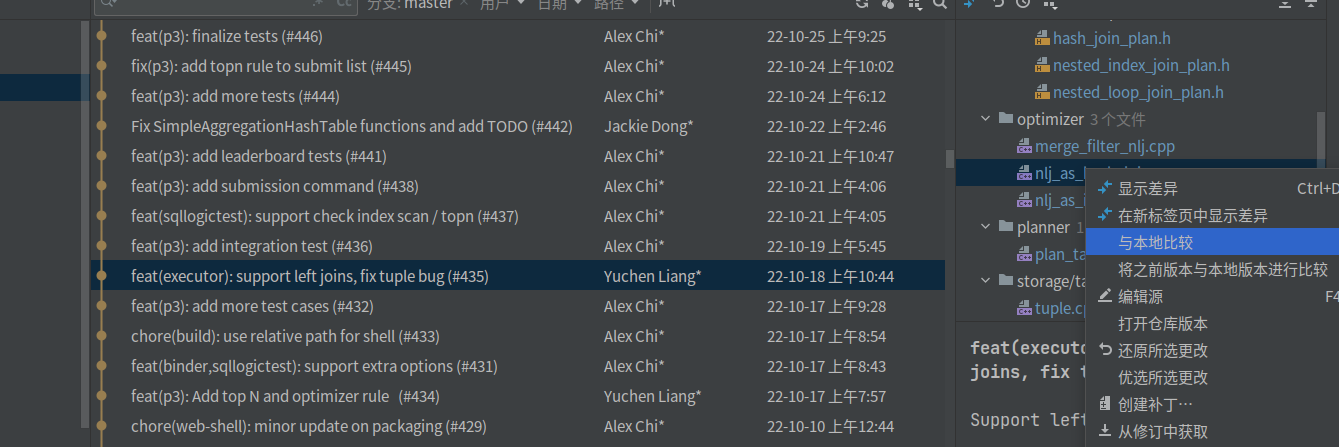 Cc 分支: master 用户 日期 路径
feat(p3): finalize tests (#446) Alex Chi* 22-10-25 上午9:25
fix(p3): add topn rule to submit list (#445) Alex Chi* 22-10-24 上午10:02
feat(p3): add more tests (#444) Alex Chi* 22-10-24 上午6:12
Fix SimpleAggregationHashTable functions and add TODO (#442) Jackie Dong* 22-10-22 上午2:46
feat(p3): add leaderboard tests (#441) Alex Chi* 22-10-21 上午10:47
feat(p3): add submission command (#438) Alex Chi* 22-10-21 上午4:06
feat(sqllogictest): support check index scan / topn (#437) Alex Chi* 22-10-21 上午4:05
feat(p3): add integration test (#436) Alex Chi* 22-10-19 上午5:45
feat(executor): support left joins, fix tuple bug (#435) Yuchen Liang* 22-10-18 上午10:44
feat(p3): add more test cases (#432) Alex Chi* 22-10-17 上午9:28
chore(build): use relative path for shell (#433) Alex Chi* 22-10-17 上午8:54
feat(binder,sqllogictest): support extra options (#431) Alex Chi* 22-10-17 上午8:43
feat(p3): Add top N and optimizer rule (#434) Yuchen Liang* 22-10-17 上午7:57
chore(web-shell): minor update on packaging (#429) Alex Chi* 22-10-10 上午12:44
hash_join_plan.h
nested_index_join_plan.h
nested_loop_join_plan.h
optimizer 3 个文件
merge_filter_nlj.cpp
nlj_as_
nlj_as_i
planner 1
plan_ta
storage/ta
tuple.c
feat(executo
joins, fix t
Support left
显示差异 Ctrl+D
在新标签页中显示差异
与本地比较
将之前版本与本地版本进行比较
编辑源 F4
打开仓库版本
还原所选更改
优选所选更改
创建补丁…
从修订中获取